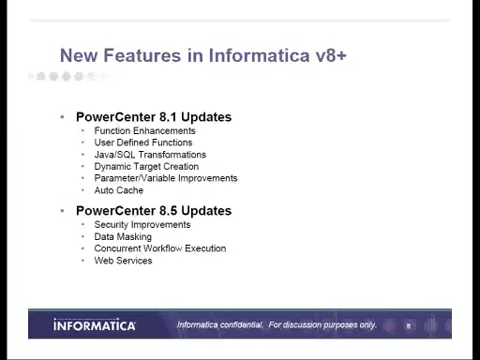 New Features in Informatica v8+
• PowerCenter 8.1 Updates
Function Enhancements
User Defined Functions
Java/SQL Transformations
Dynamic Target Creation
Parameter/Variable Improvements
Auto Cache
• PowerCenter 8.5 Updates
Security Improvements
Data Masking
Concurrent Workflow Execution
Web Services
INFORMATICA
Informatica confidential. For discussion purposes only.